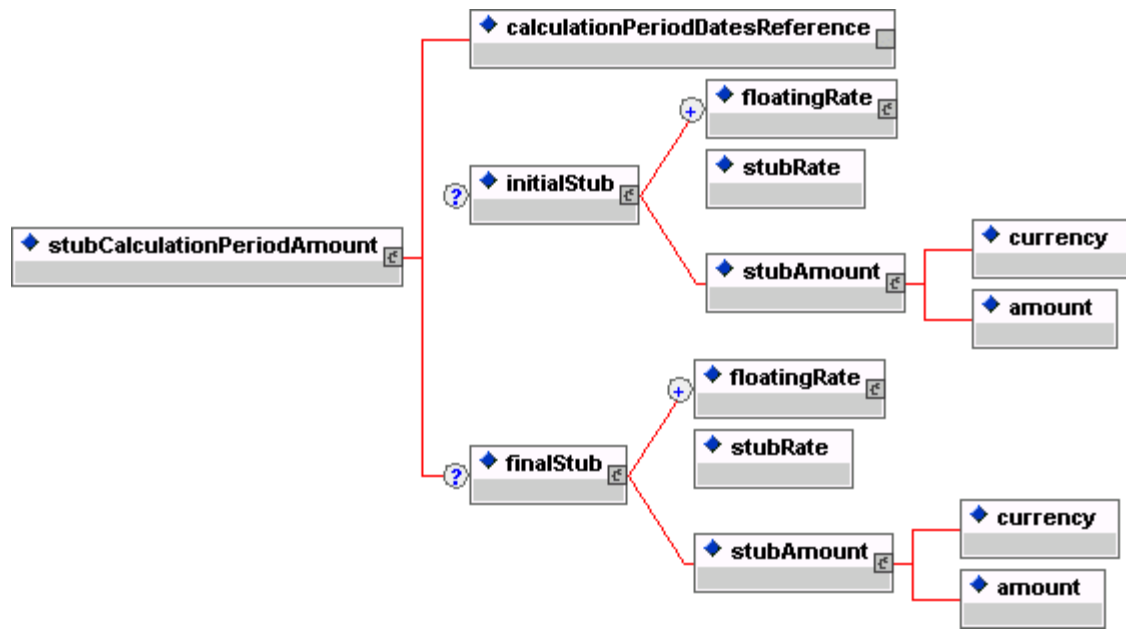 calculationPeriodDatesReference
floatingRate
+
stubRate
? initialStub
stubCalculationPeriodAmount
stubAmount
currency
amount
floatingRate
+
stubRate
? finalStub
stubAmount
currency
amount